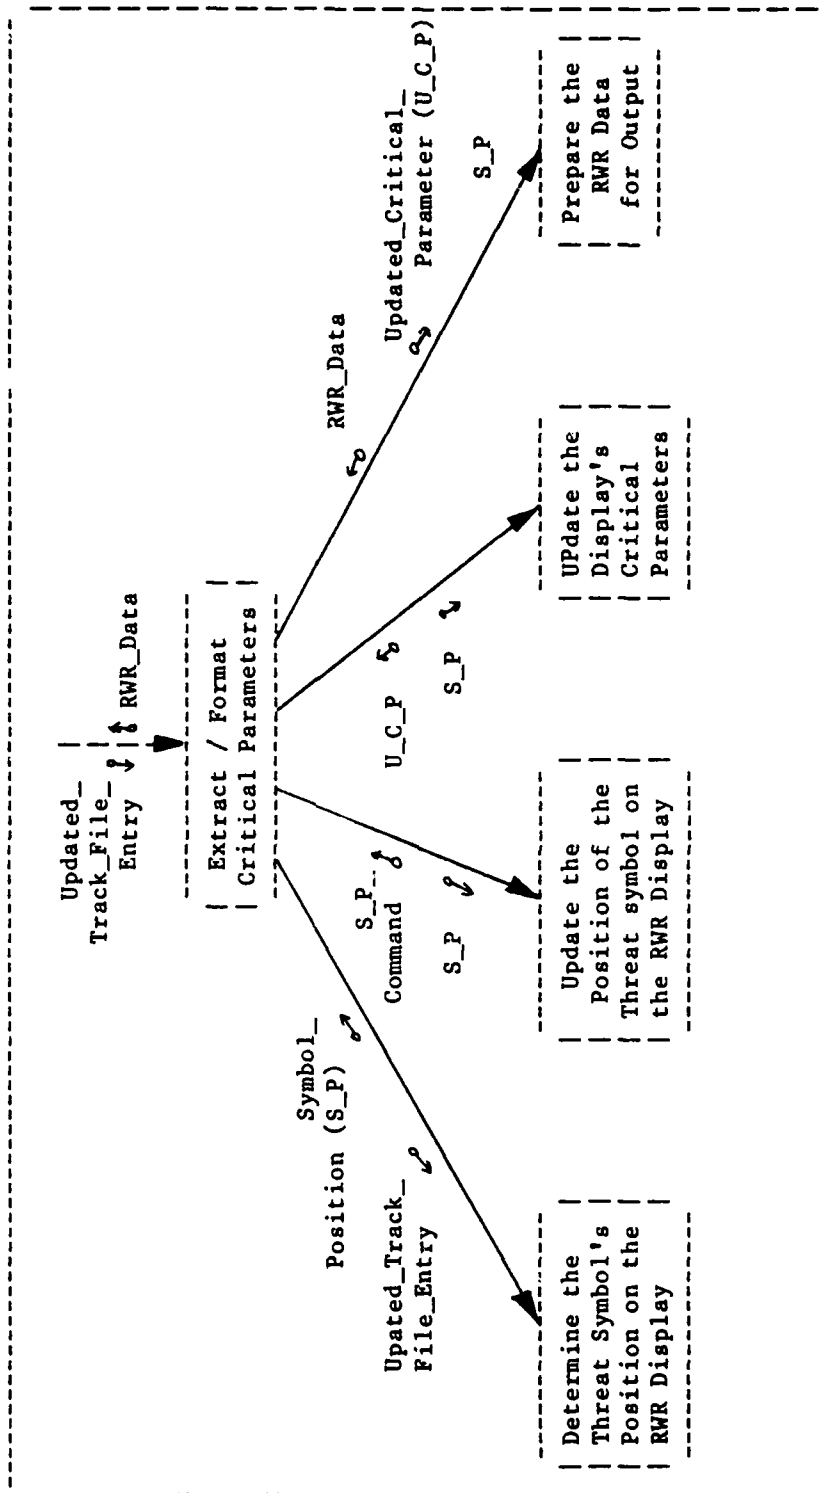 Updated_
Track_File_
Entry
RWR_Data
Extract / Format
Critical Parameters
Symbol_
Position (S_P)
Upated_Track_
File_Entry
S_P_
Command
S_P
U_C_P
S_P
RWR_Data
Updated_Critical_
Parameter (U_C_P)
S_P
Determine the
Threat Symbol's
Position on the
RWR Display
Update the
Position of the
Threat symbol on
the RWR Display
UPdate the
Display's
Critical
Parameters
Prepare the
RWR Data
for Output